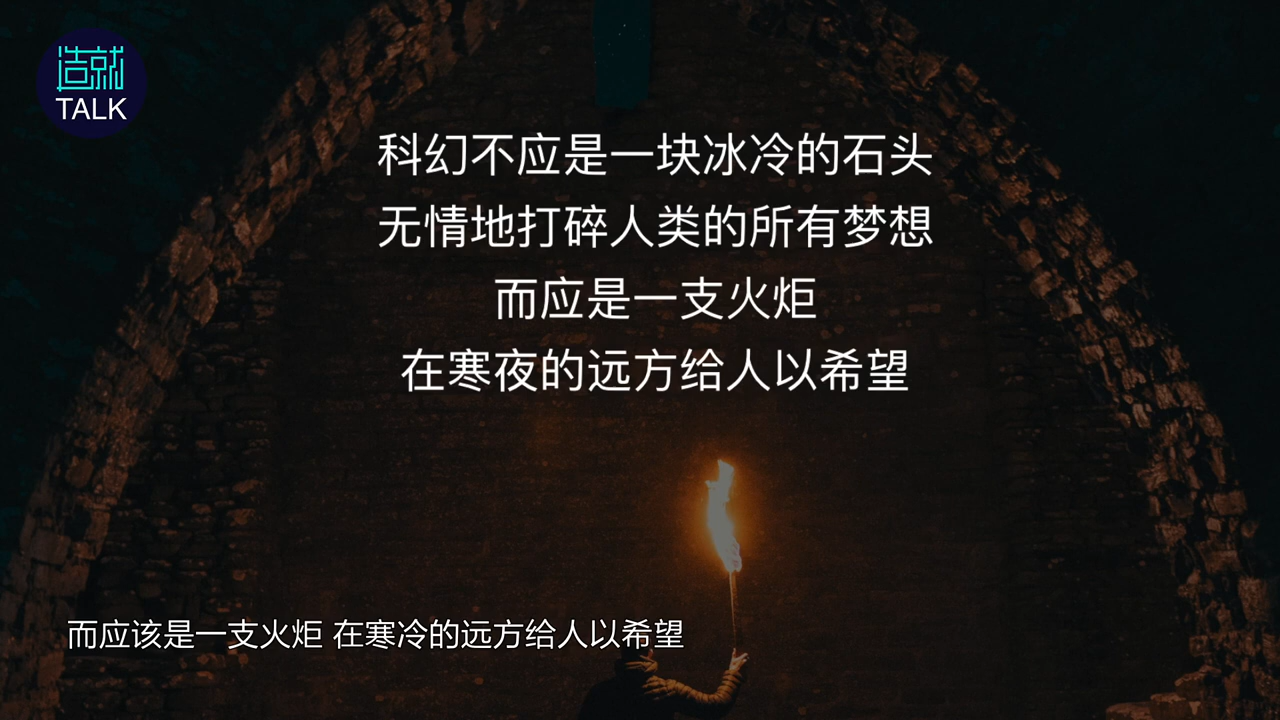 造就
TALK
科幻不应是一块冰冷的石头
无情地打碎人类的所有梦想
而应是一支火炬
在寒夜的远方给人以希望
而应该是一支火炬 在寒冷的远方给人以希望